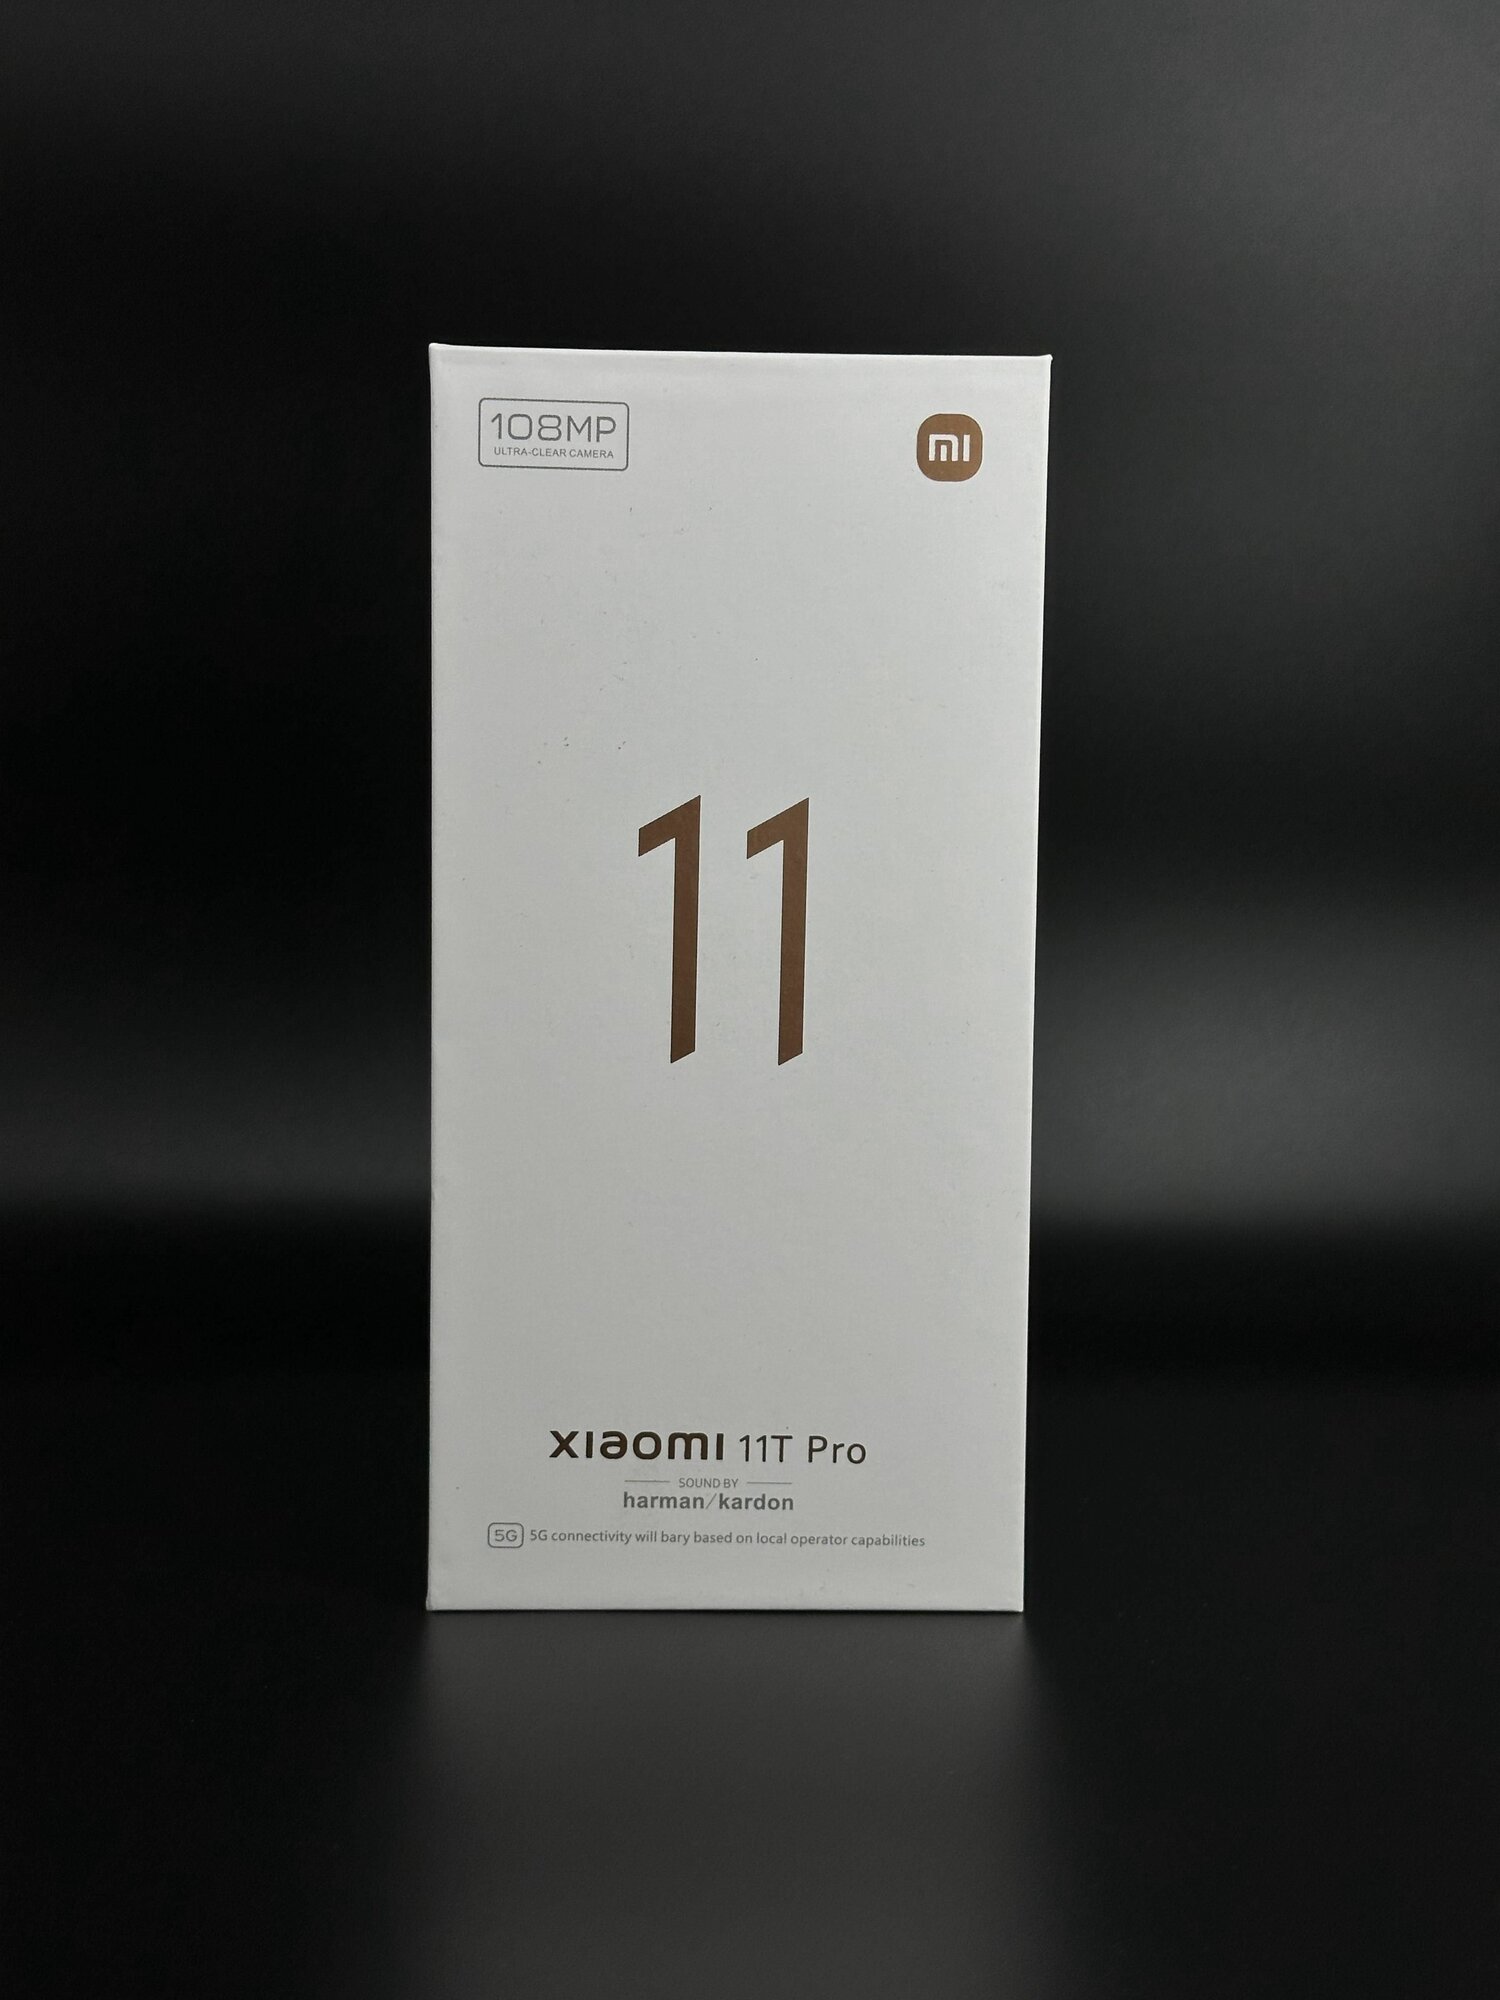 108MP
ULTRA-CLEAR CAMERA
mi
11
xiaomi 11T Pro
SOUND BY
harman/kardon
5G 5G connectivity will bary based on local operator capabilities